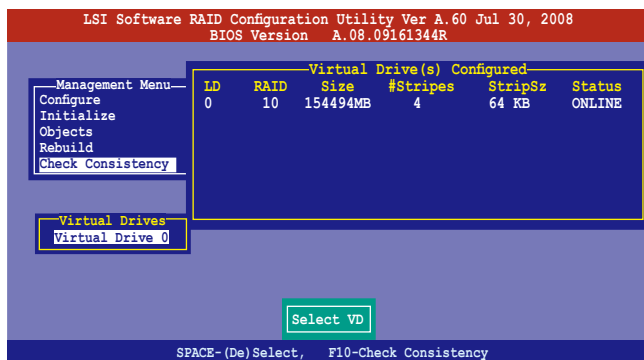 LSI Software RAID Configuration Utility Ver A.60 Jul 30, 2008
BIOS Version A.08.09161344R
Management Menu
Configure
Initialize
Objects
Rebuild
Check Consistency
Virtual Drive(s) Configured
LD RAID Size #Stripes StripSz Status
0 10 154494MB 4 64 KB ONLINE
Virtual Drives
Virtual Drive 0
Select VD
SPACE-(De)Select, F10-Check Consistency